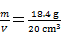 m/v = 18.4 g / 20 cm³